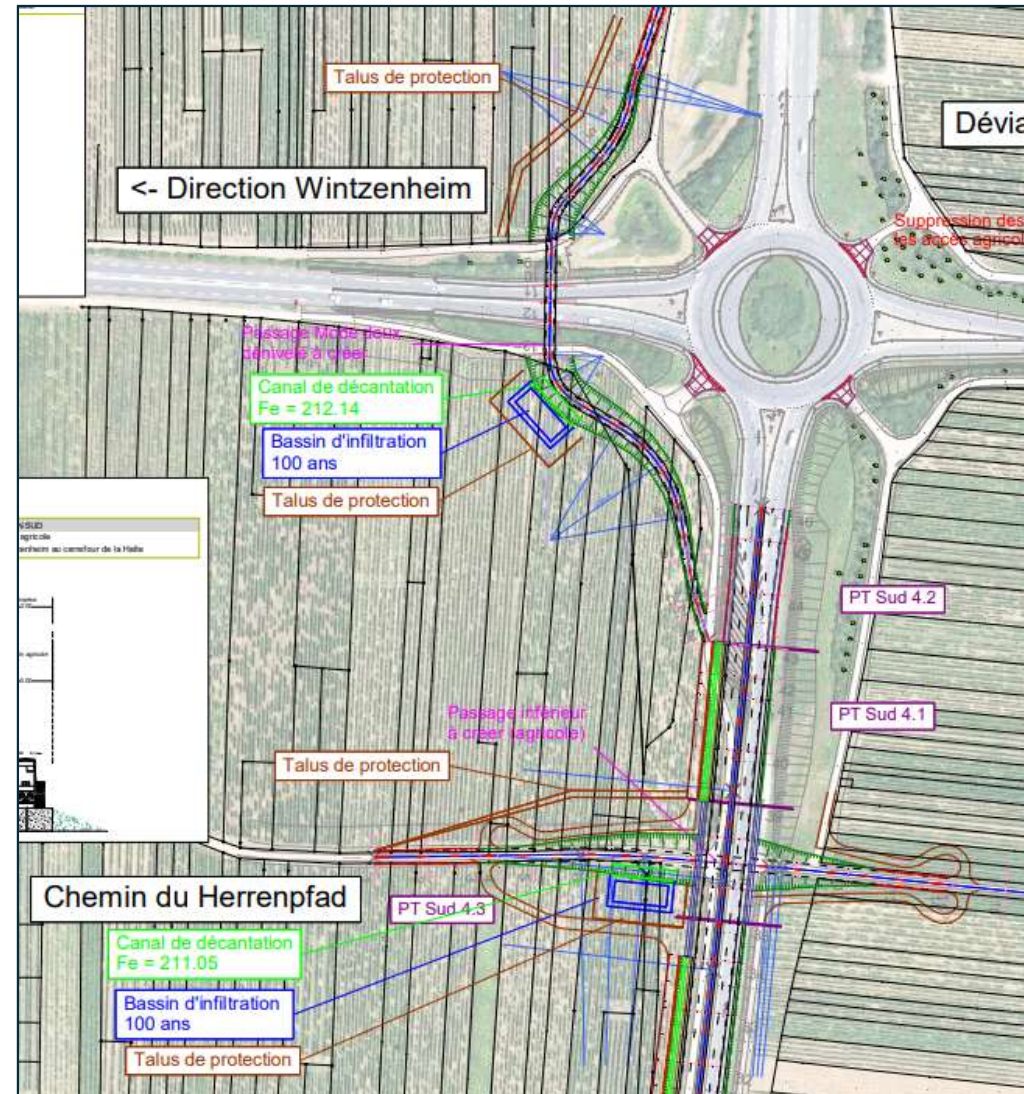 Talus de protection
Dévia
<- Direction Wintzenheim
Suppression des
les accès agricol
Passage Mode doux
dénivelé à créer
Canal de décantation
Fe = 212.14
Bassin d'infiltration
100 ans
Talus de protection
agricole
PT Sud 4.2
Passage inférieur
à créer (agricole)
PT Sud 4.1
Talus de protection
Chemin du Herrenpfad
PT Sud 4.3
Canal de décantation
Fe = 211.05
Bassin d'infiltration
100 ans
Talus de protection